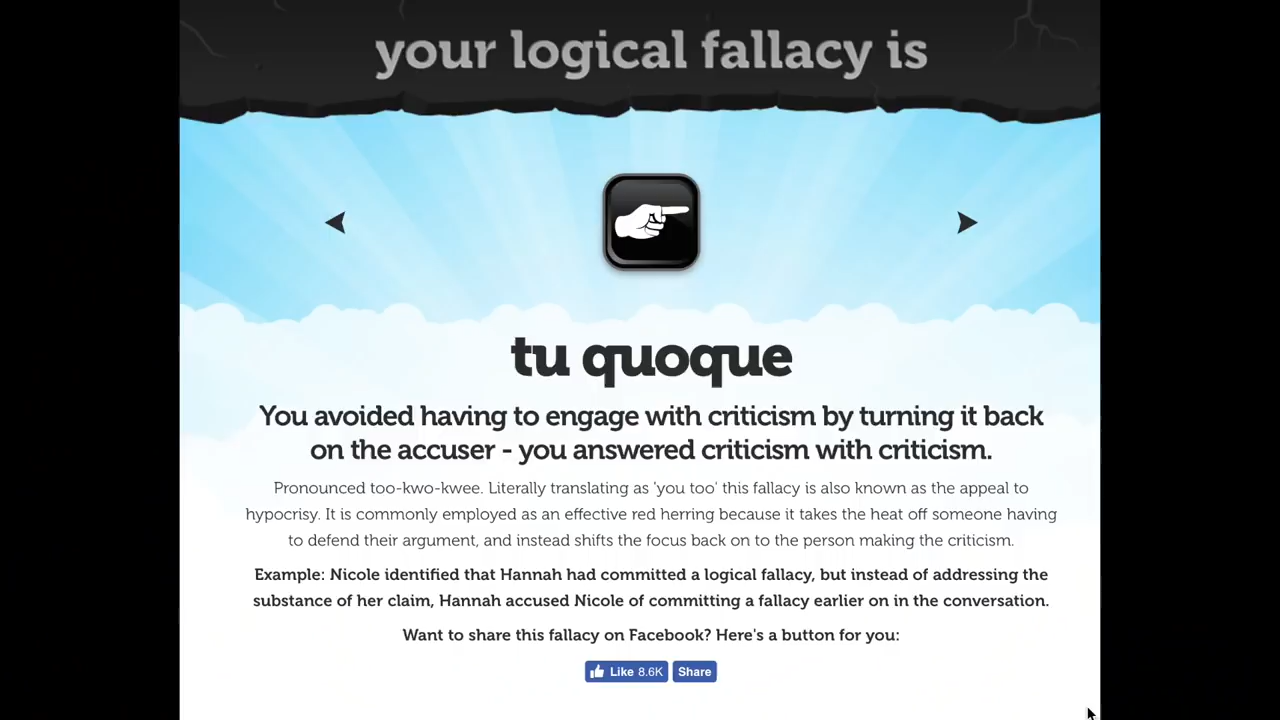 your logical fallacy is
tu quoque
You avoided having to engage with criticism by turning it back
on the accuser - you answered criticism with criticism.
Pronounced too-kwo-kwee. Literally translating as 'you too' this fallacy is also known as the appeal to
hypocrisy. It is commonly employed as an effective red herring because it takes the heat off someone having
to defend their argument, and instead shifts the focus back on to the person making the criticism.
Example: Nicole identified that Hannah had committed a logical fallacy, but instead of addressing the
substance of her claim, Hannah accused Nicole of committing a fallacy earlier on in the conversation.
Want to share this fallacy on Facebook? Here's a button for you:
Like 8.6K Share